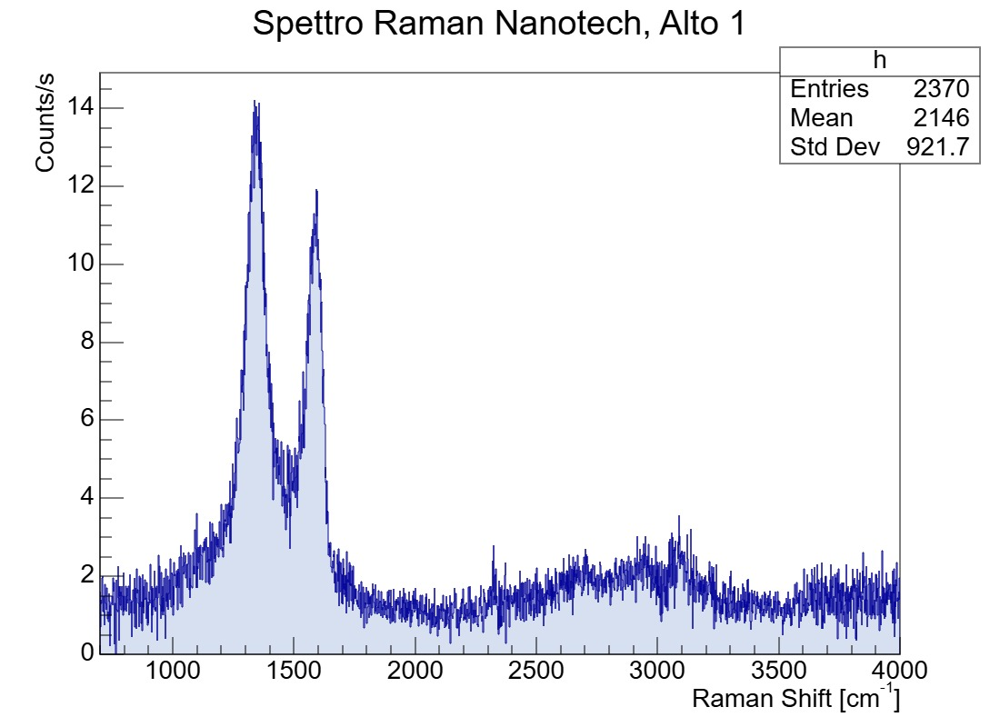 Spettro Raman Nanotech, Alto 1
h
Entries 2370
Mean 2146
Std Dev 921.7
Counts/s
14
12
10
8
6
4
2
0
1000 1500 2000 2500 3000 3500 4000
Raman Shift [cm⁻¹]